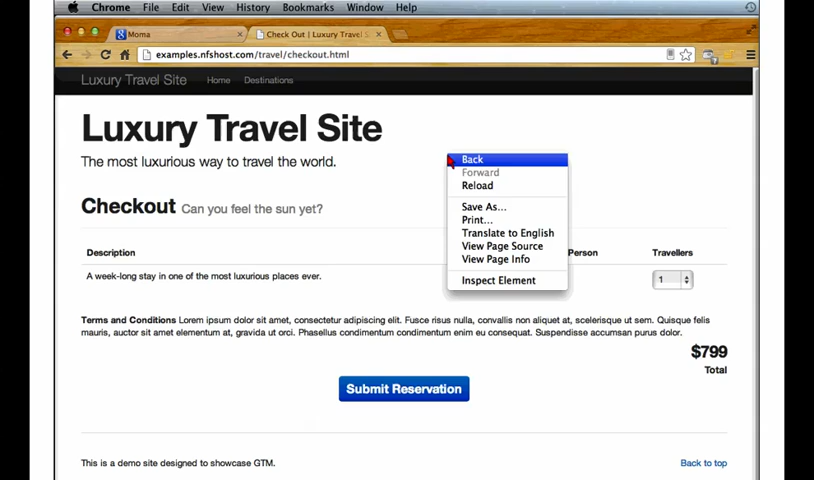 Chrome File Edit View History Bookmarks Window Help
Moma
Check Out | Luxury Travel S
examples.nfshost.com/travel/checkout.html
Luxury Travel Site Home Destinations
Luxury Travel Site
The most luxurious way to travel the world.
Checkout Can you feel the sun yet?
Back
Forward
Reload
Save As...
Print...
Translate to English
View Page Source
View Page Info
Inspect Element
Description Person Travellers
A week-long stay in one of the most luxurious places ever. 1
Terms and Conditions Lorem ipsum dolor sit amet, consectetur adipiscing elit. Fusce risus nulla, convallis non aliquet at, scelerisque ut sem. Quisque felis
mauris, auctor sit amet elementum at, gravida ut orci. Phasellus condimentum condimentum enim eu consequat. Suspendisse accumsan purus dolor.
$799
Total
Submit Reservation
This is a demo site designed to showcase GTM. Back to top